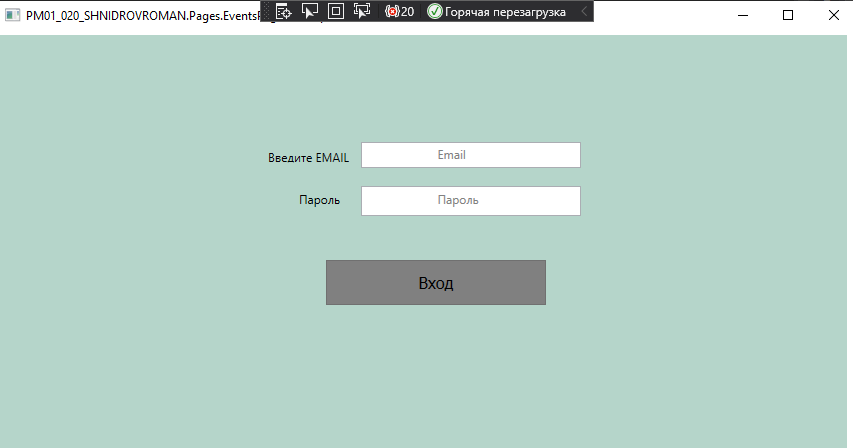 PM01_020_SHNIDROVROMAN.Pages.Events
20 Горячая перезагрузка
Введите EMAIL Email
Пароль Пароль
Вход